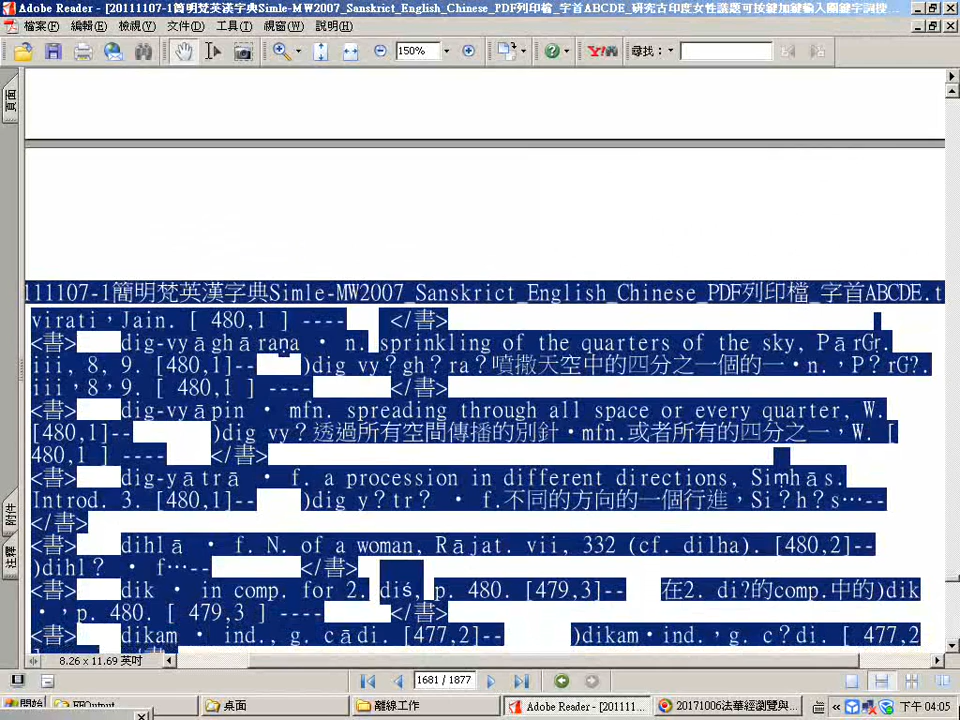 Adobe Reader - [20111107-1簡明梵英漢字典Simle-MW2007_Sanskrict_English_Chinese_PDF列印檔_字首ABCDE_研究古印度女性議題可按鍵加鍵輸入關鍵字詞搜...
檔案(F) 編輯(E) 檢視(V) 文件(D) 工具(T) 視窗(W) 說明(H)
150% Y! 尋找:
頁面
111107-1簡明梵英漢字典Simle-MW2007_Sanskrict_English_Chinese_PDF列印檔_字首ABCDE.t
virati，Jain. [ 480,1 ] ---- </書>
<書> dig-vyāghāraṇa • n. sprinkling of the quarters of the sky, PārGṛ.
iii, 8, 9. [480,1]-- )dig vy？gh？ra？噴撒天空中的四分之一個的一•n.，P？rG?.
iii，8，9. [ 480,1 ] ---- </書>
<書> dig-vyāpin • mfn. spreading through all space or every quarter, W.
[480,1]-- )dig vy？透過所有空間傳播的別針•mfn.或者所有的四分之一，W. [
480,1 ] ---- </書>
<書> dig-yātrā • f. a procession in different directions, Siṃhās.
Introd. 3. [480,1]-- )dig y？tr？ • f.不同的方向的一個行進，Si？h？s…--
</書>
附件
<書> dihlā • f. N. of a woman, Rājat. vii, 332 (cf. dilha). [480,2]--
注釋
)dihl？ • f…-- </書>
<書> dik • in comp. for 2. diś, p. 480. [479,3]-- 在2. di?的comp.中的)dik
•，p. 480. [ 479,3 ] ---- </書>
<書> dikam • ind., g. cādi. [477,2]-- )dikam•ind.，g. c？di. [ 477,2
8.26 x 11.69 英吋
1681 / 1877
開始 FFOutput 桌面 離線工作 Adobe Reader - [20111... 20171006法華經瀏覽與... 下午 04:05